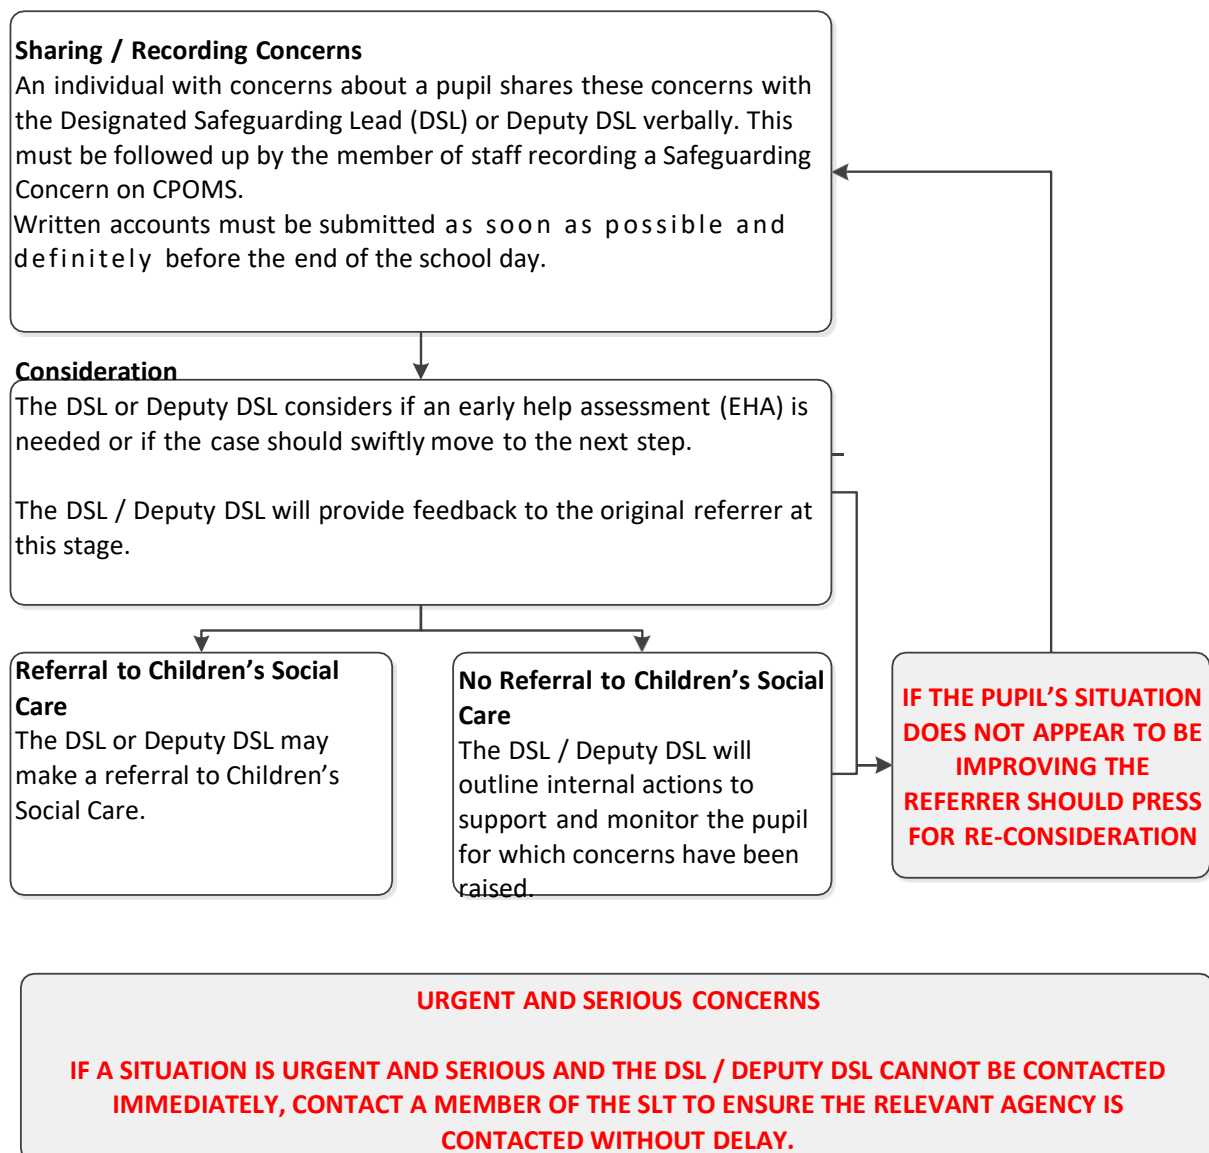 Sharing / Recording Concerns
An individual with concerns about a pupil shares these concerns with
the Designated Safeguarding Lead (DSL) or Deputy DSL verbally. This
must be followed up by the member of staff recording a Safeguarding
Concern on CPOMS.
Written accounts must be submitted as soon as possible and
definitely before the end of the school day.
Consideration
The DSL or Deputy DSL considers if an early help assessment (EHA) is
needed or if the case should swiftly move to the next step.
The DSL / Deputy DSL will provide feedback to the original referrer at
this stage.
Referral to Children’s Social
Care
The DSL or Deputy DSL may
make a referral to Children’s
Social Care.
No Referral to Children’s Social
Care
The DSL / Deputy DSL will
outline internal actions to
support and monitor the pupil
for which concerns have been
raised.
IF THE PUPIL’S SITUATION
DOES NOT APPEAR TO BE
IMPROVING THE
REFERRER SHOULD PRESS
FOR RE-CONSIDERATION
URGENT AND SERIOUS CONCERNS
IF A SITUATION IS URGENT AND SERIOUS AND THE DSL / DEPUTY DSL CANNOT BE CONTACTED
IMMEDIATELY, CONTACT A MEMBER OF THE SLT TO ENSURE THE RELEVANT AGENCY IS
CONTACTED WITHOUT DELAY.